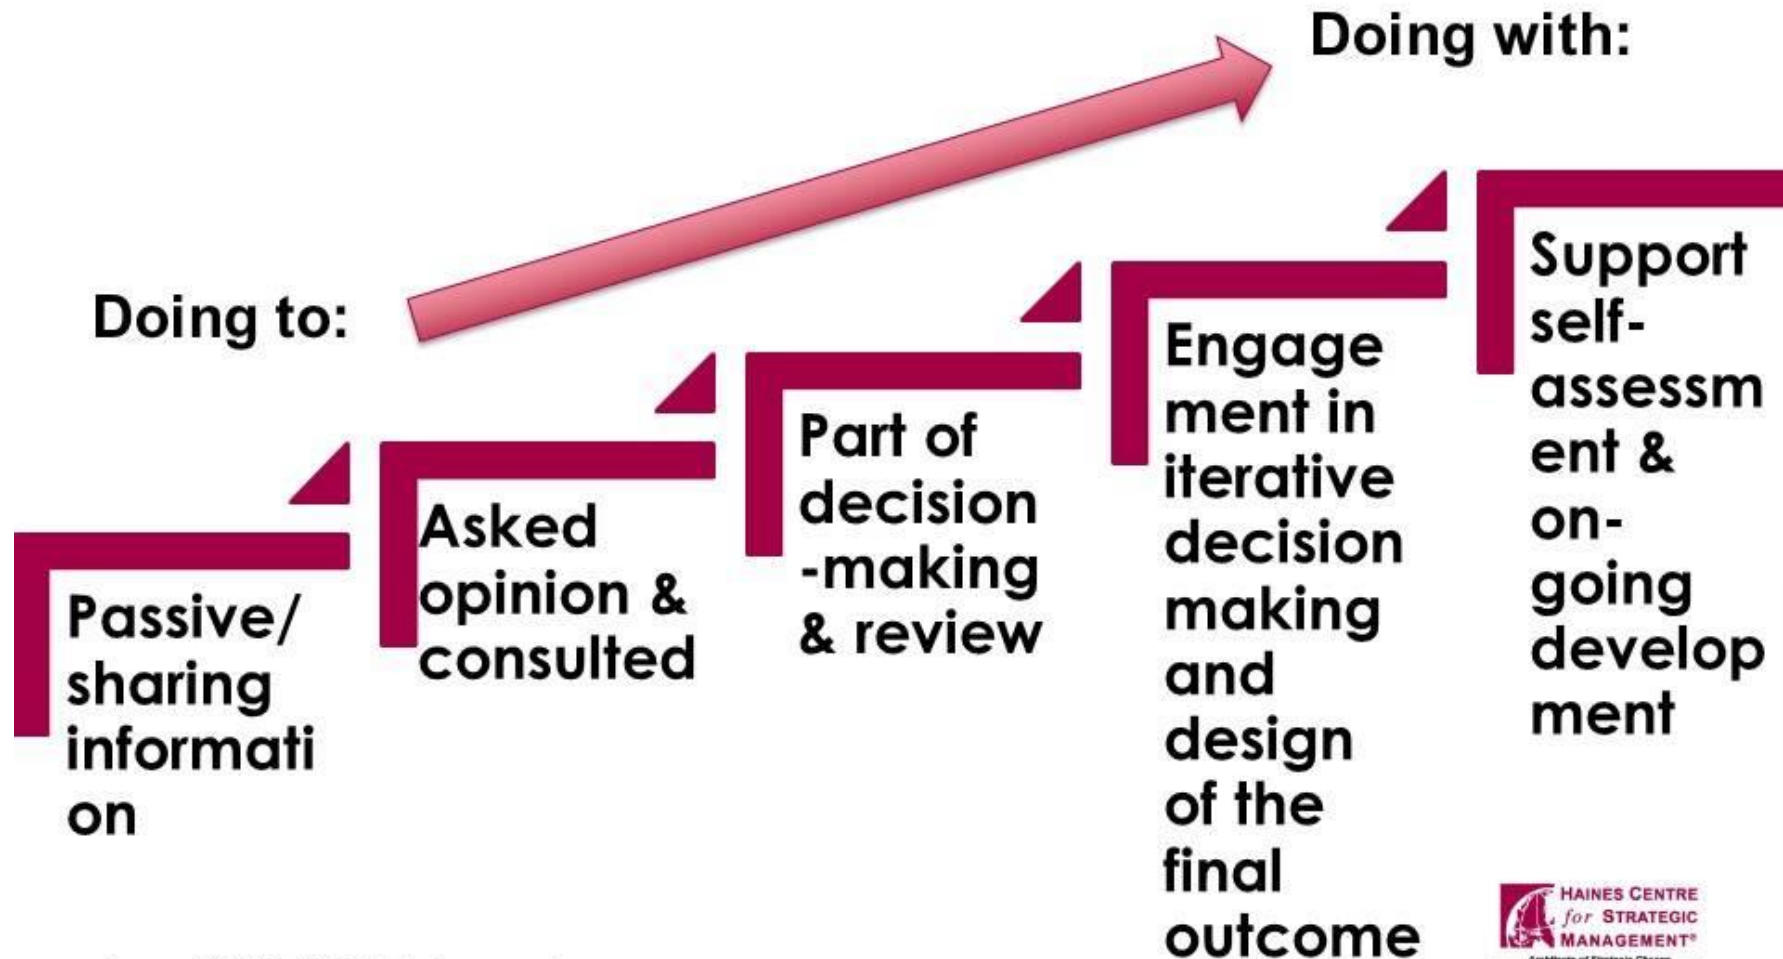 Doing with:
Doing to:
Passive/
sharing
informati
on
Asked
opinion &
consulted
Part of
decision
-making
& review
Engage
ment in
iterative
decision
making
and
design
of the
final
outcome
Support
self-
assessm
ent &
on-
going
develop
ment
HAINES CENTRE
for STRATEGIC
MANAGEMENT®